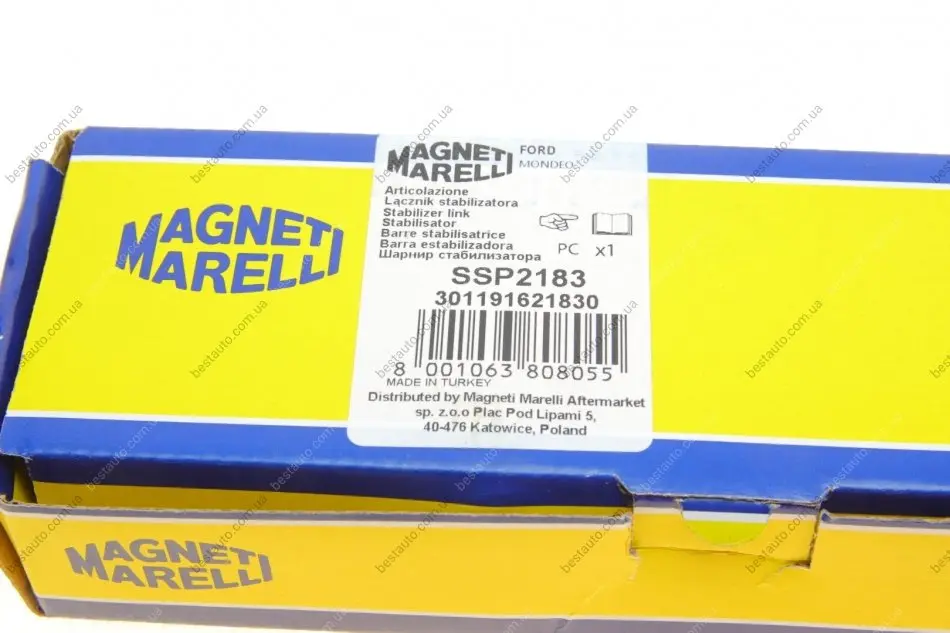 MAGNETI
MARELLI
MAGNETI
MARELLI
FORD
MONDEO
Articolazione
Łącznik stabilizatora
Stabilizer link
Stabilisator
Barre stabilisatrice
Barra estabilizadora
Шарнир стабилизатора
PC x1
SSP2183
301191621830
8 001063 808055
MADE IN TURKEY
Distributed by Magneti Marelli Aftermarket
sp. z.o.o Plac Pod Lipami 5,
40-476 Katowice, Poland
MAGNETI
MARELLI
bestauto.com.ua